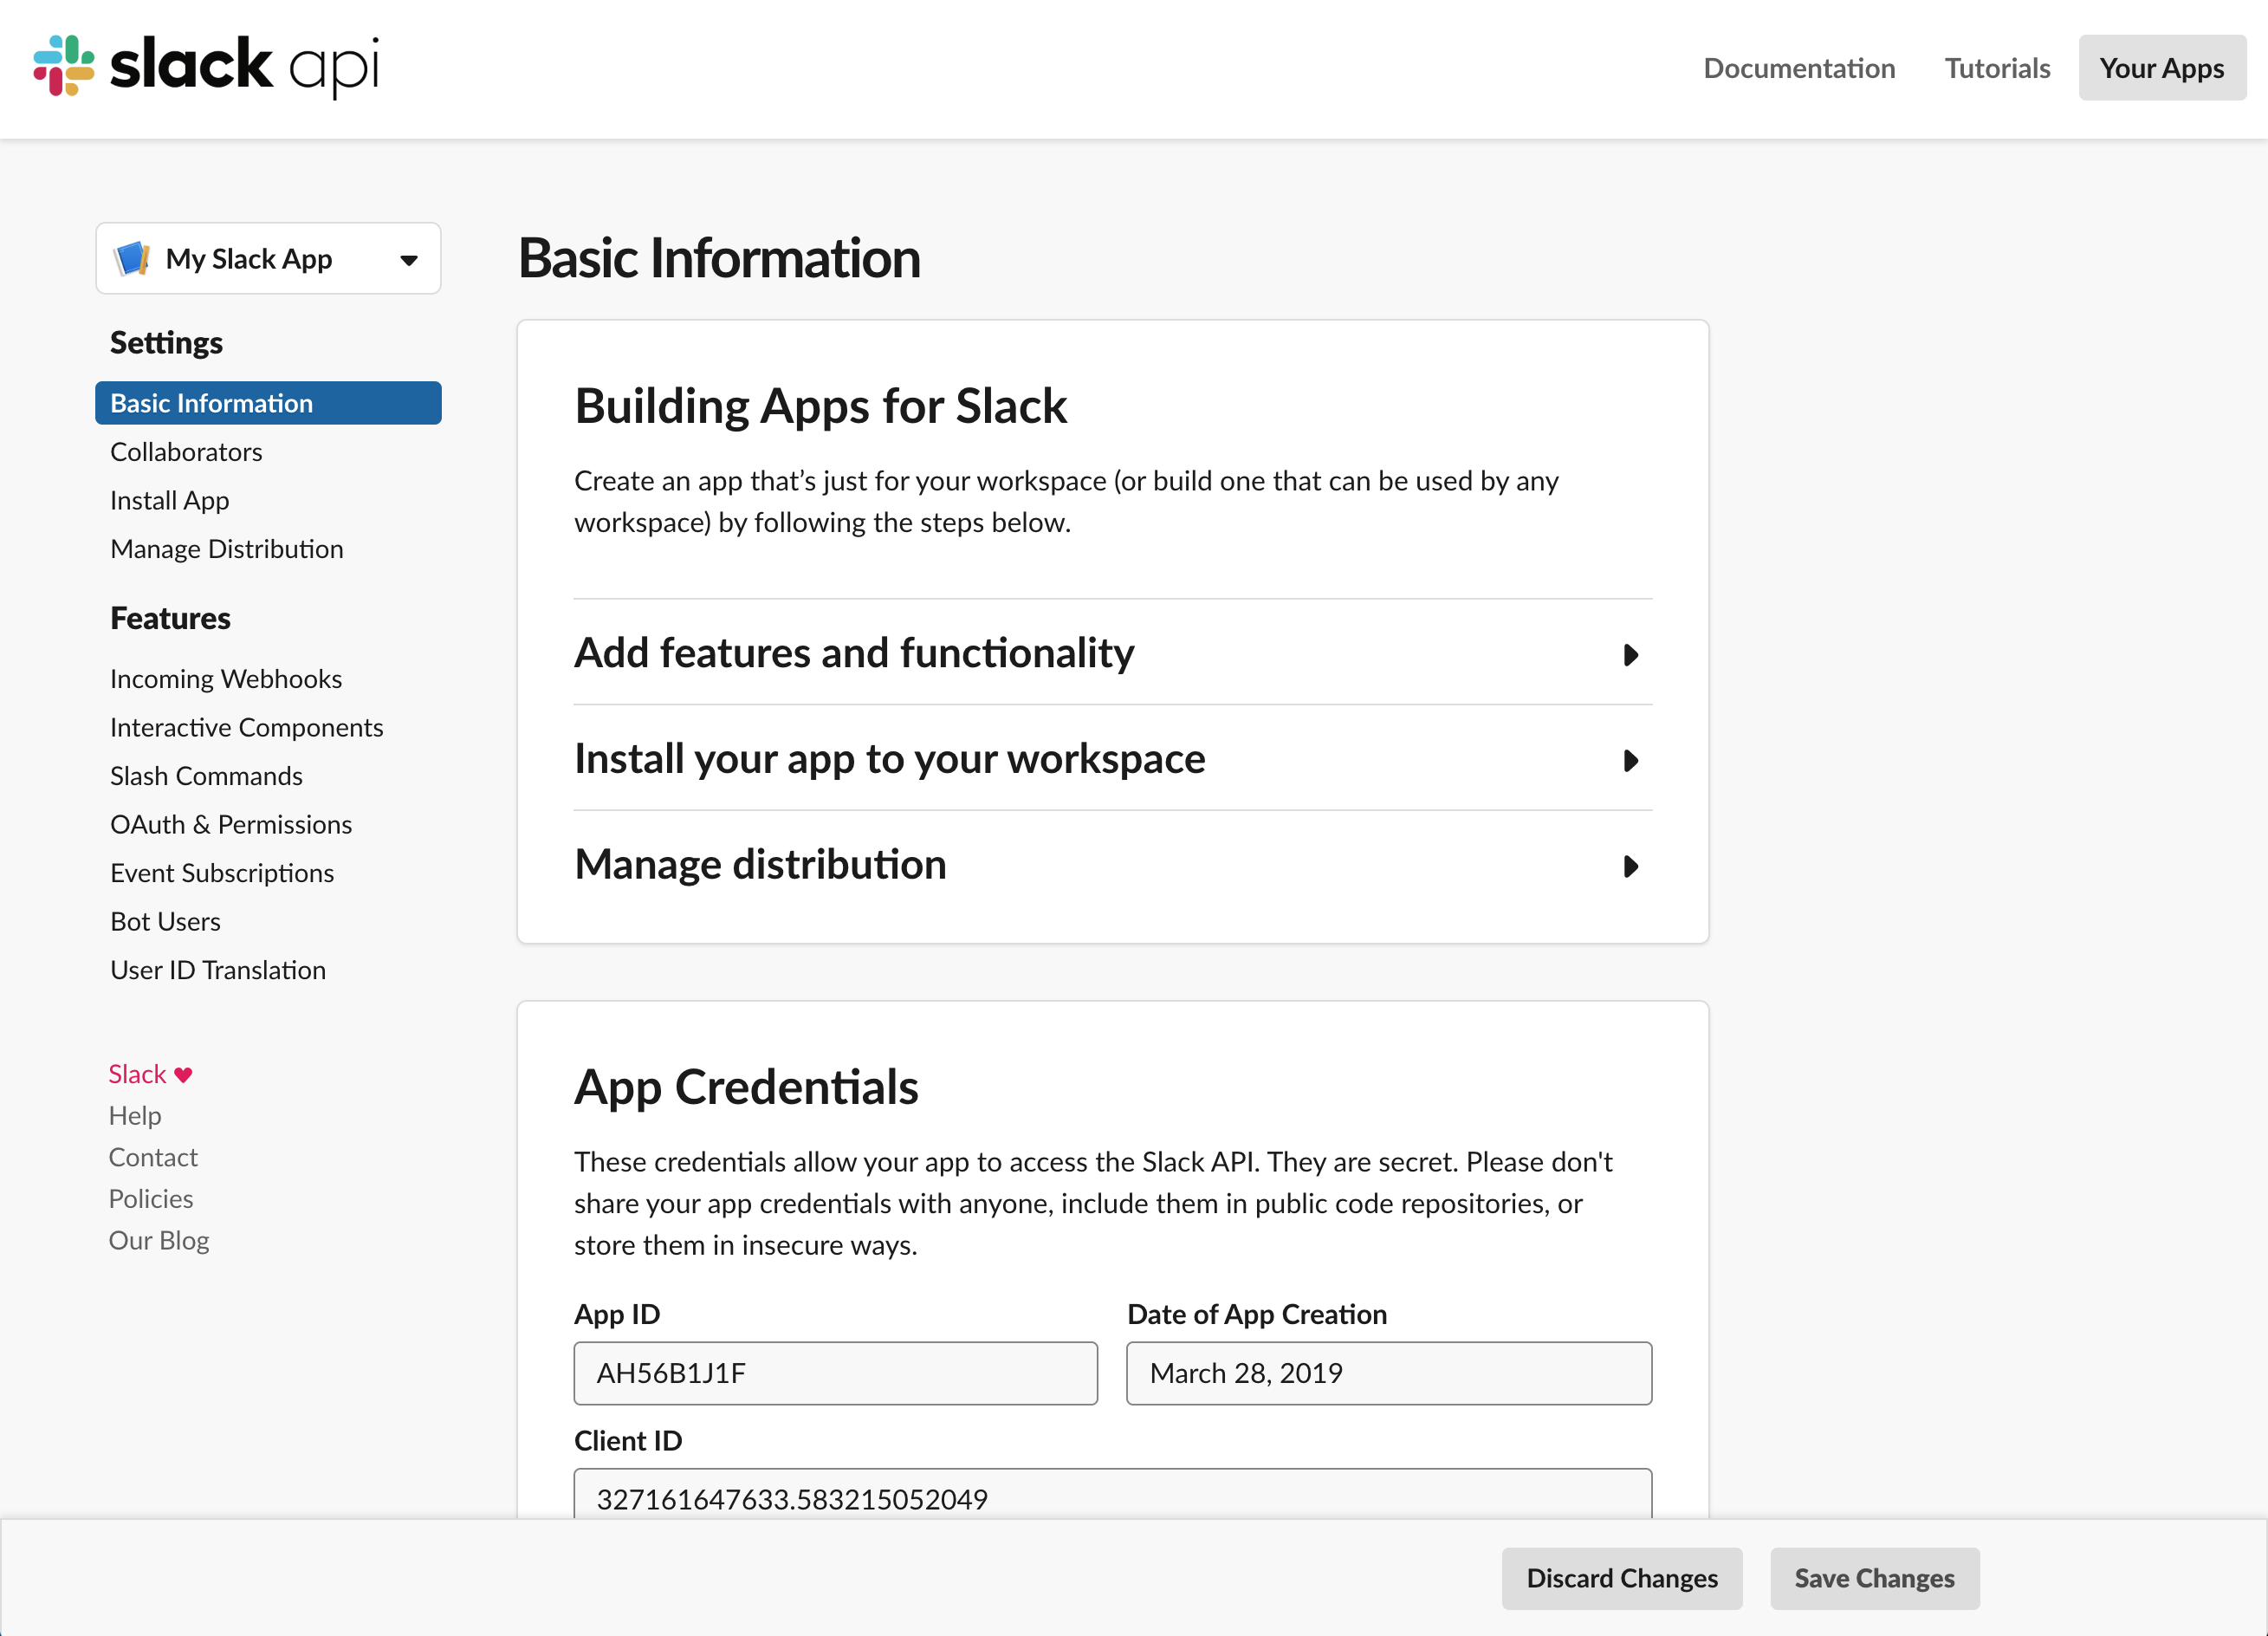 slack api
Documentation
Tutorials
Your Apps
My Slack App
Settings
Basic Information
Collaborators
Install App
Manage Distribution
Features
Incoming Webhooks
Interactive Components
Slash Commands
OAuth & Permissions
Event Subscriptions
Bot Users
User ID Translation
Slack ♥
Help
Contact
Policies
Our Blog
Basic Information
Building Apps for Slack
Create an app that’s just for your workspace (or build one that can be used by any
workspace) by following the steps below.
Add features and functionality
Install your app to your workspace
Manage distribution
App Credentials
These credentials allow your app to access the Slack API. They are secret. Please don't
share your app credentials with anyone, include them in public code repositories, or
store them in insecure ways.
App ID
AH56B1J1F
Date of App Creation
March 28, 2019
Client ID
327161647633.583215052049
Discard Changes
Save Changes